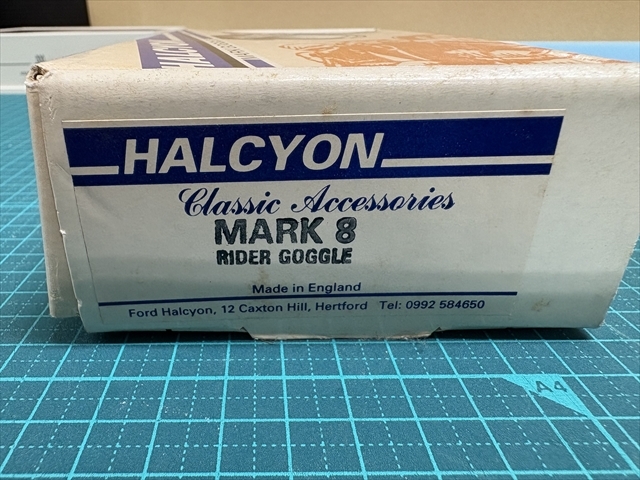 HALCYON
HALCYON
Classic Accessories
MARK 8
RIDER GOGGLE
Made in England
Ford Halcyon, 12 Caxton Hill, Hertford Tel: 0992 584650
A4